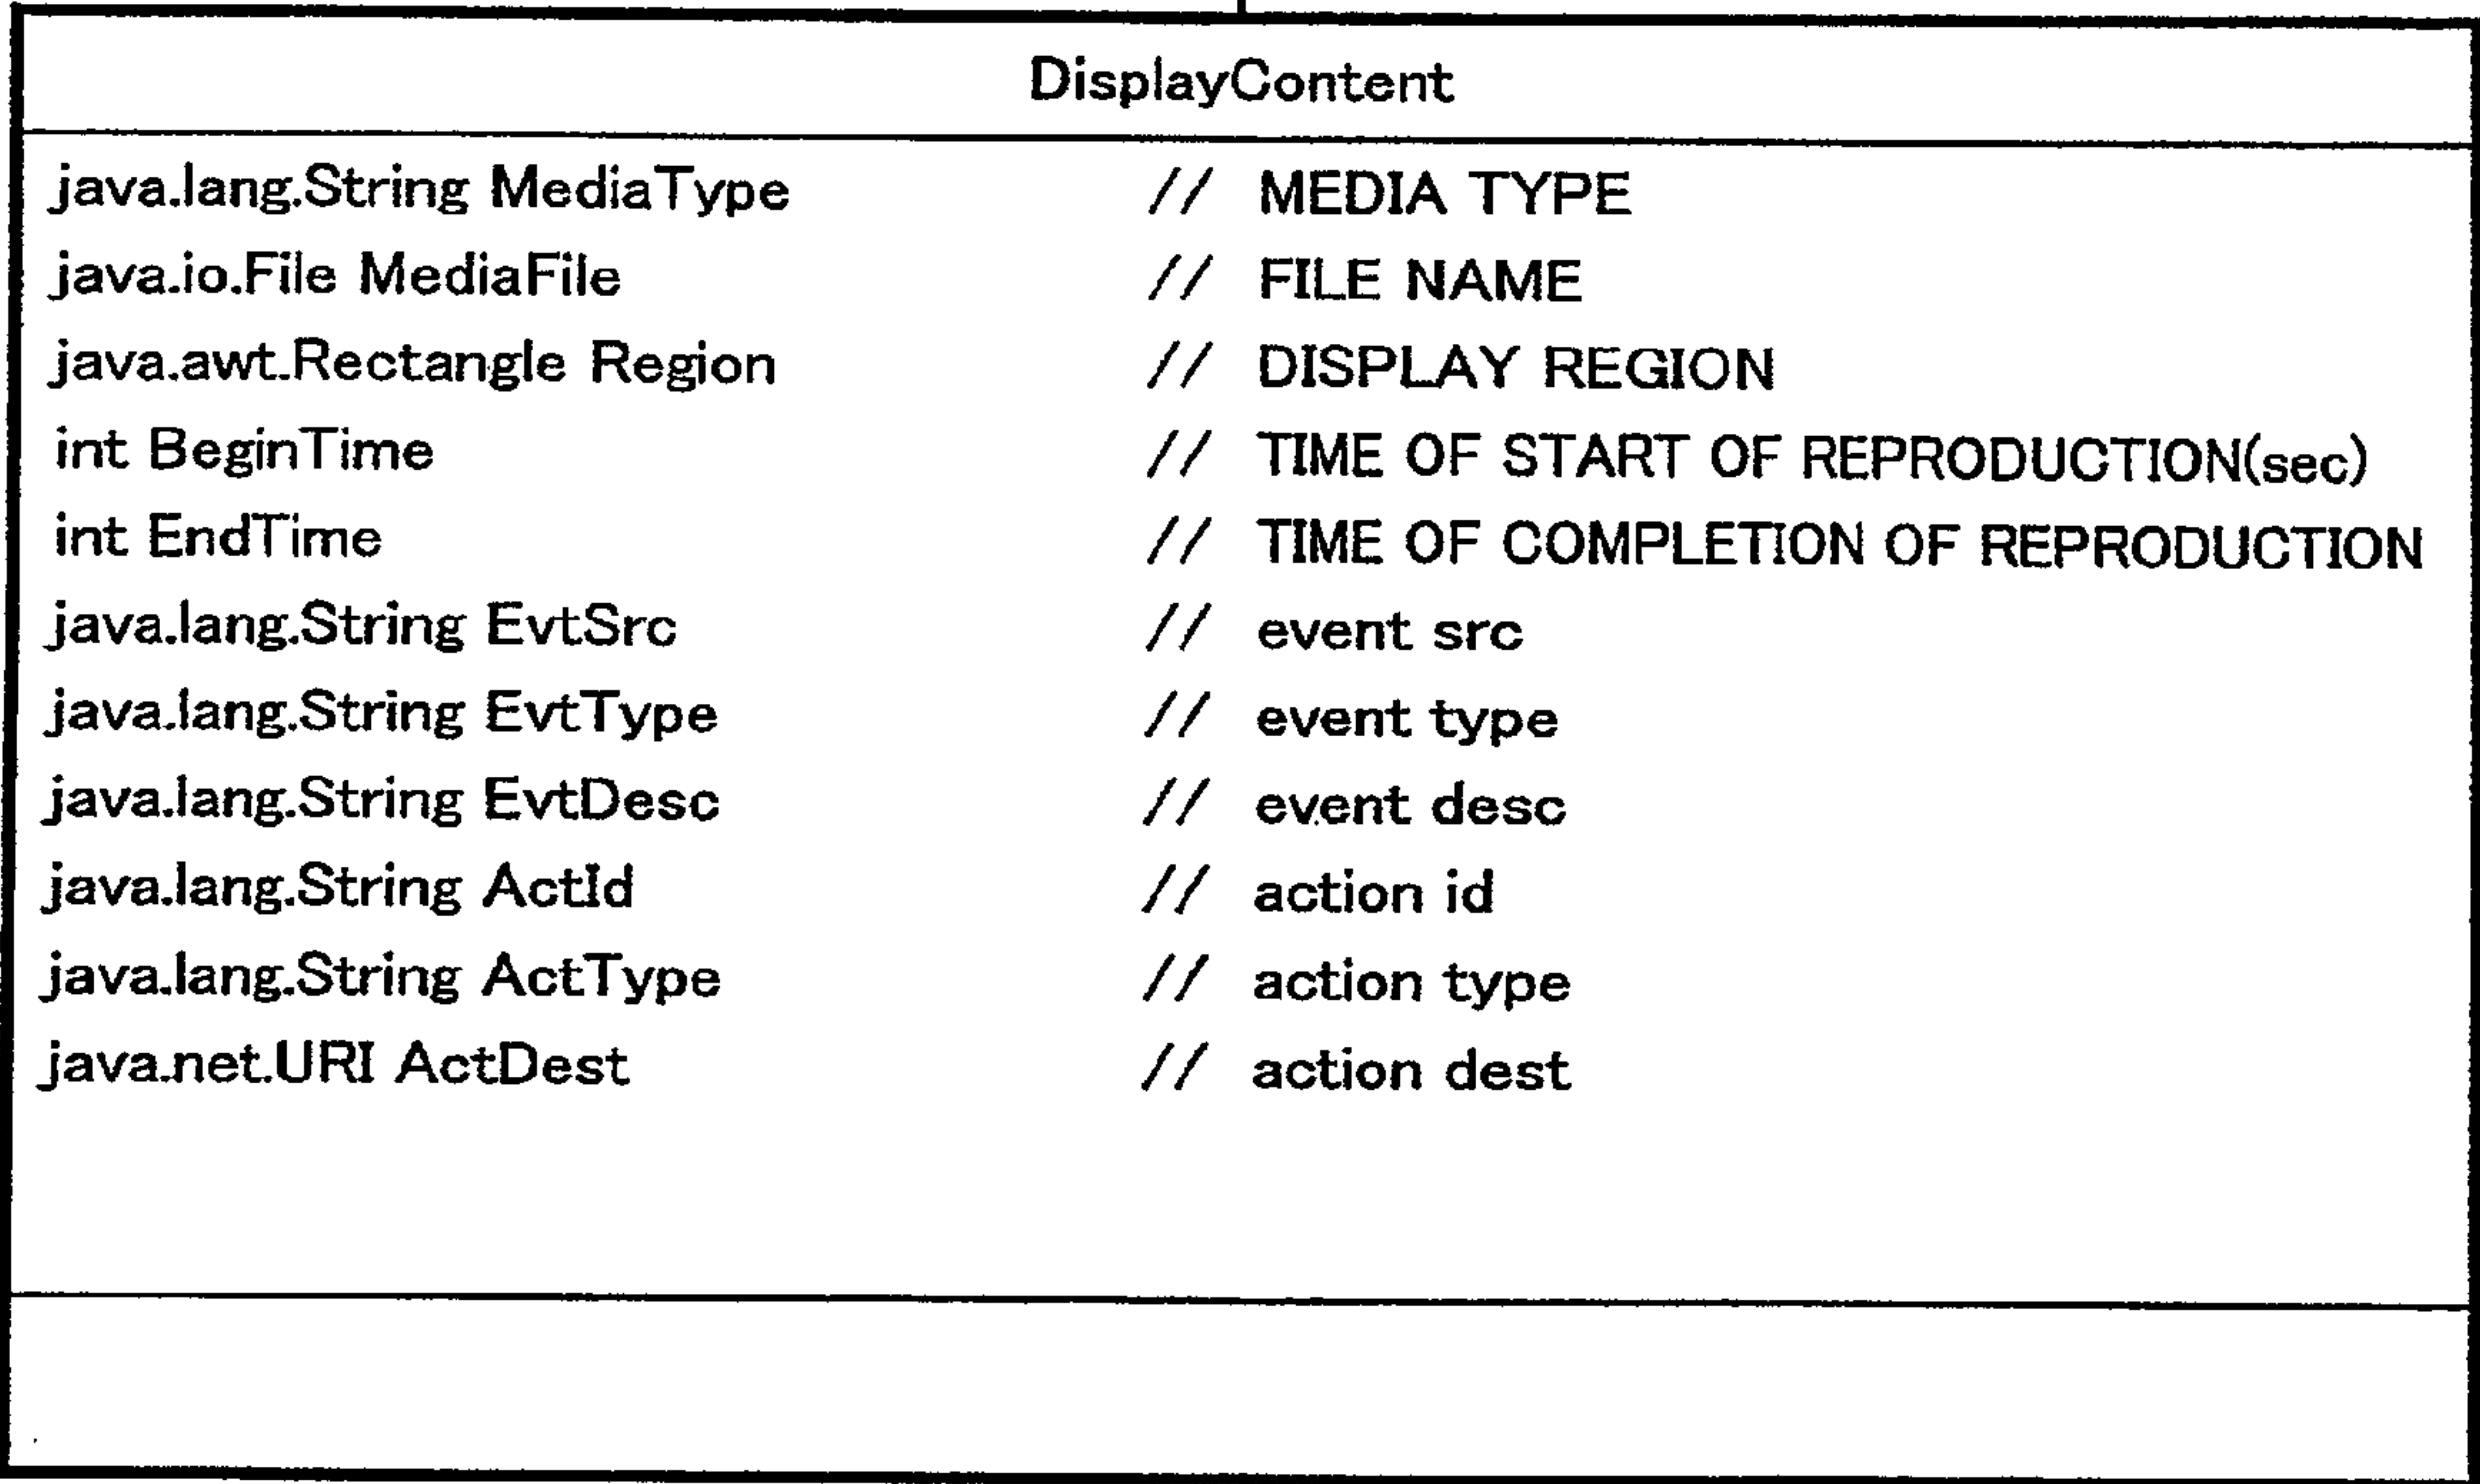 DisplayContent
java.lang.String MediaType // MEDIA TYPE
java.io.File MediaFile // FILE NAME
java.awt.Rectangle Region // DISPLAY REGION
int BeginTime // TIME OF START OF REPRODUCTION(sec)
int EndTime // TIME OF COMPLETION OF REPRODUCTION
java.lang.String EvtSrc // event src
java.lang.String EvtType // event type
java.lang.String EvtDesc // event desc
java.lang.String ActId // action id
java.lang.String ActType // action type
java.net.URI ActDest // action dest